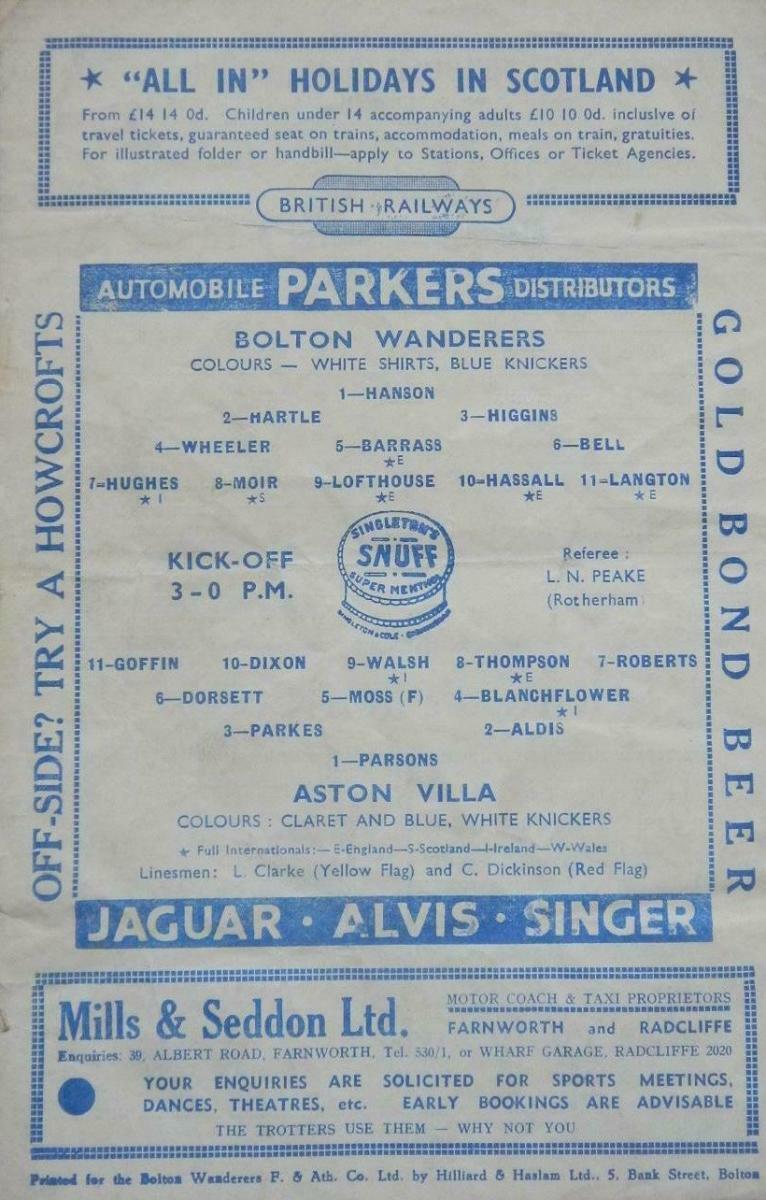 ★ “ALL IN” HOLIDAYS IN SCOTLAND ★
From £14 14 0d. Children under 14 accompanying adults £10 10 0d. inclusive of
travel tickets, guaranteed seat on trains, accommodation, meals on train, gratuities.
For illustrated folder or handbill—apply to Stations, Offices or Ticket Agencies.
BRITISH RAILWAYS
AUTOMOBILE PARKERS DISTRIBUTORS
OFF-SIDE? TRY A HOWCROFTS
BOLTON WANDERERS
COLOURS — WHITE SHIRTS, BLUE KNICKERS
1—HANSON
2—HARTLE 3—HIGGINS
4—WHEELER 5—BARRASS 6—BELL
★E
7=HUGHES 8-MOIR 9-LOFTHOUSE 10=HASSALL 11=LANGTON
★I ★S ★E ★E ★E
SINGLETON'S
SNUFF
SUPER MENTHOL
SINGLETON & COLE
KICK-OFF
3-0 P.M.
Referee :
L. N. PEAKE
(Rotherham)
11-GOFFIN 10-DIXON 9-WALSH 8-THOMPSON 7-ROBERTS
★I ★E
6—DORSETT 5—MOSS (F) 4—BLANCHFLOWER
★I
3—PARKES 2—ALDIS
1—PARSONS
ASTON VILLA
COLOURS : CLARET AND BLUE, WHITE KNICKERS
★ Full Internationals:—E-England—S-Scotland—I-Ireland—W-Wales
Linesmen: L. Clarke (Yellow Flag) and C. Dickinson (Red Flag)
GOLD BOND BEER
JAGUAR · ALVIS · SINGER
Mills & Seddon Ltd.
MOTOR COACH & TAXI PROPRIETORS
FARNWORTH and RADCLIFFE
Enquiries: 39, ALBERT ROAD, FARNWORTH, Tel. 530/1, or WHARF GARAGE, RADCLIFFE 2020
YOUR ENQUIRIES ARE SOLICITED FOR SPORTS MEETINGS,
DANCES, THEATRES, etc. EARLY BOOKINGS ARE ADVISABLE
THE TROTTERS USE THEM — WHY NOT YOU
Printed for the Bolton Wanderers F. & Ath. Co. Ltd. by Hilliard & Haslam Ltd., 5, Bank Street, Bolton